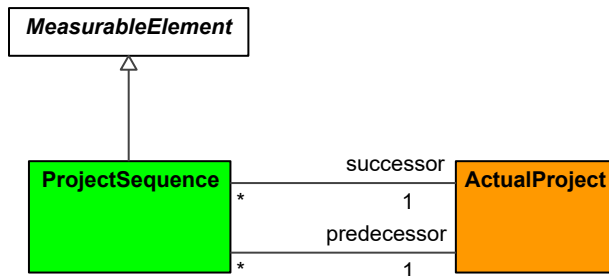 MeasurableElement
successor
ProjectSequence
ActualProject
* 1
predecessor
* 1